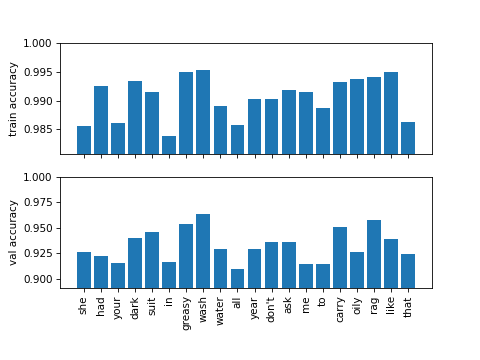 1.000
0.995
0.990
0.985
train accuracy
1.000
0.975
0.950
0.925
0.900
val accuracy
she
had
your
dark
suit
in
greasy
wash
water
all
year
don't
ask
me
to
carry
oily
rag
like
that